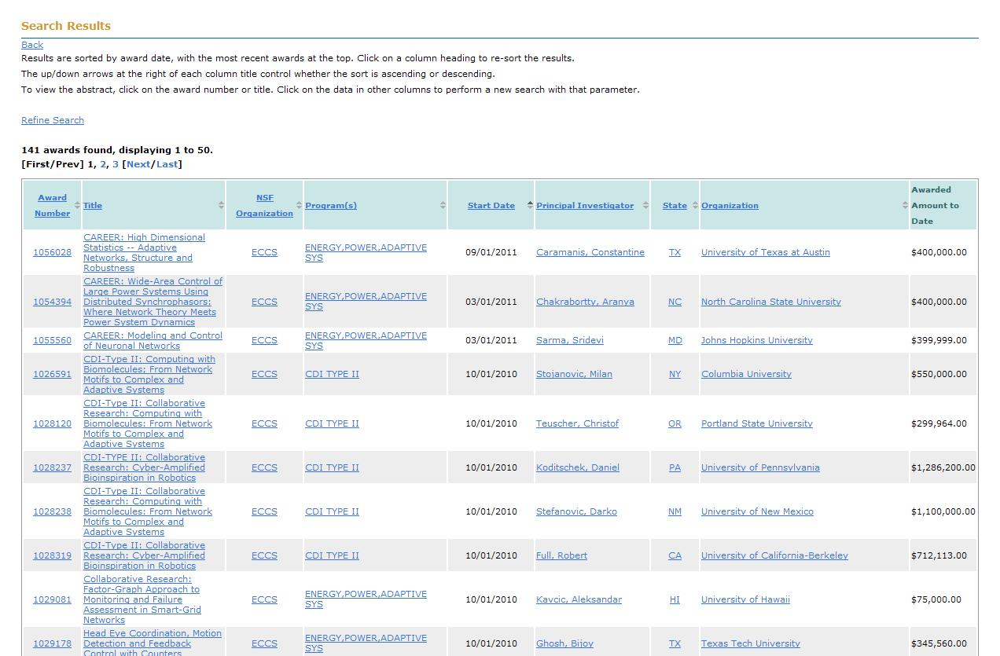 Search Results
Back
Results are sorted by award date, with the most recent awards at the top. Click on a column heading to re-sort the results.
The up/down arrows at the right of each column title control whether the sort is ascending or descending.
To view the abstract, click on the award number or title. Click on the data in other columns to perform a new search with that parameter.
Refine Search
141 awards found, displaying 1 to 50.
[First/Prev] 1, 2, 3 [Next/Last]
Award
Number
Title
NSF
Organization
Program(s)
Start Date
Principal Investigator
State
Organization
Awarded
Amount to
Date
1056028
CAREER: High Dimensional
Statistics -- Adaptive
Networks, Structure and
Robustness
ECCS
ENERGY,POWER,ADAPTIVE
SYS
09/01/2011
Caramanis, Constantine
TX
University of Texas at Austin
$400,000.00
1054394
CAREER: Wide-Area Control of
Large Power Systems Using
Distributed Synchrophasors:
Where Network Theory Meets
Power System Dynamics
ECCS
ENERGY,POWER,ADAPTIVE
SYS
03/01/2011
Chakrabortty, Aranya
NC
North Carolina State University
$400,000.00
1055560
CAREER: Modeling and Control
of Neuronal Networks
ECCS
ENERGY,POWER,ADAPTIVE
SYS
03/01/2011
Sarma, Sridevi
MD
Johns Hopkins University
$399,999.00
1026591
CDI-Type II: Computing with
Biomolecules; From Network
Motifs to Complex and
Adaptive Systems
ECCS
CDI TYPE II
10/01/2010
Stojanovic, Milan
NY
Columbia University
$550,000.00
1028120
CDI-Type II: Collaborative
Research: Computing with
Biomolecules: From Network
Motifs to Complex and
Adaptive Systems
ECCS
CDI TYPE II
10/01/2010
Teuscher, Christof
OR
Portland State University
$299,964.00
1028237
CDI-TYPE II: Collaborative
Research: Cyber-Amplified
Bioinspiration in Robotics
ECCS
CDI TYPE II
10/01/2010
Koditschek, Daniel
PA
University of Pennsylvania
$1,286,200.00
1028238
CDI-TYPE II: Collaborative
Research: Computing with
Biomolecules: From Network
Motifs to Complex and
Adaptive Systems
ECCS
CDI TYPE II
10/01/2010
Stefanovic, Darko
NM
University of New Mexico
$1,100,000.00
1028319
CDI-Type II: Collaborative
Research: Cyber-Amplified
Bioinspiration in Robotics
ECCS
CDI TYPE II
10/01/2010
Full, Robert
CA
University of California-Berkeley
$712,113.00
1029081
Collaborative Research:
Factor-Graph Approach to
Monitoring and Failure
Assessment in Smart-Grid
Networks
ECCS
ENERGY,POWER,ADAPTIVE
SYS
10/01/2010
Kavcic, Aleksandar
HI
University of Hawaii
$75,000.00
1029178
Head Eye Coordination, Motion
Detection and Feedback
Control with Counters,
ECCS
ENERGY,POWER,ADAPTIVE
SYS
10/01/2010
Ghosh, Bijoy
TX
Texas Tech University
$345,560.00